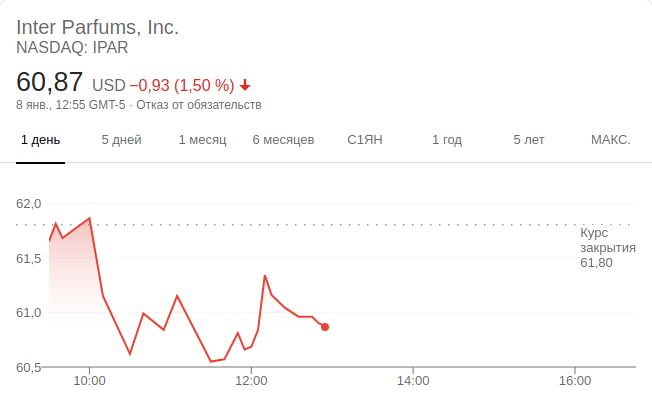 Inter Parfums, Inc.
NASDAQ: IPAR
60,87 USD −0,93 (1,50 %)
8 янв., 12:55 GMT-5 · Отказ от обязательств
1 день 5 дней 1 месяц 6 месяцев С1ЯН 1 год 5 лет МАКС.
62,0
61,5
61,0
60,5
Курс
закрытия
61,80
10:00 12:00 14:00 16:00